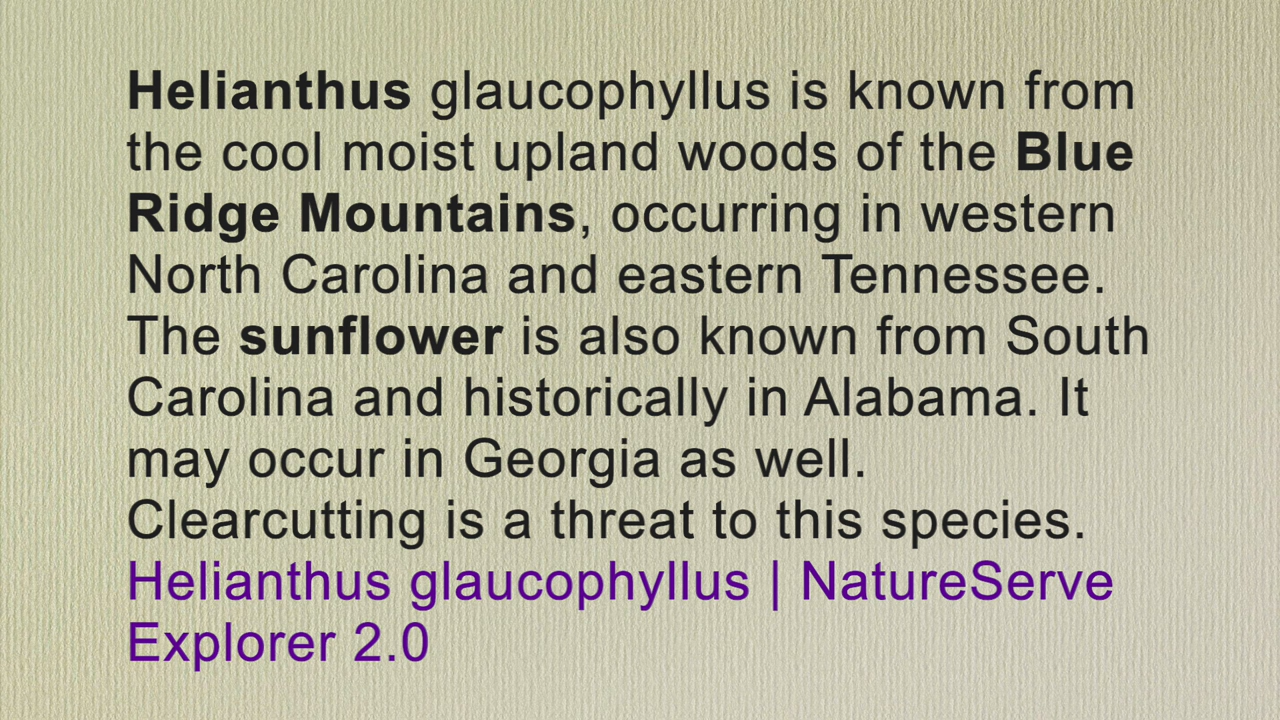 Helianthus glaucophyllus is known from
the cool moist upland woods of the Blue
Ridge Mountains, occurring in western
North Carolina and eastern Tennessee.
The sunflower is also known from South
Carolina and historically in Alabama. It
may occur in Georgia as well.
Clearcutting is a threat to this species.
Helianthus glaucophyllus | NatureServe
Explorer 2.0